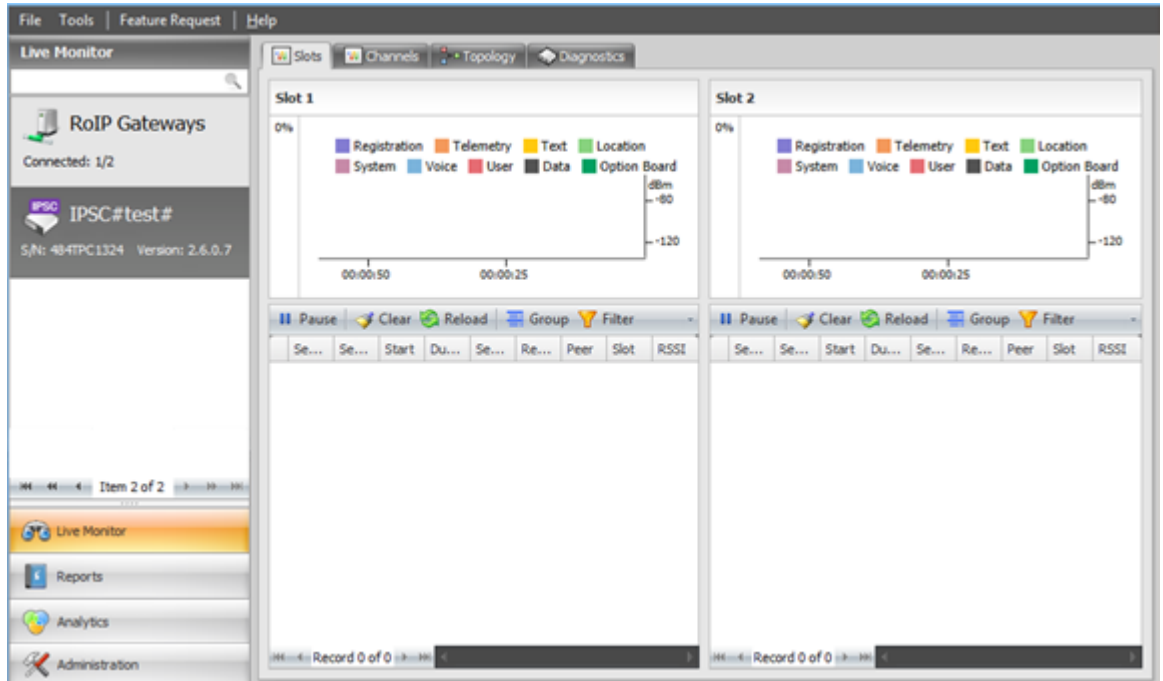 File Tools Feature Request Help
Live Monitor
RoIP Gateways
Connected: 1/2
IPSC
IPSC#test#
S/N: 484TPC1324 Version: 2.6.0.7
Item 2 of 2
Live Monitor
Reports
Analytics
Administration
Slots Channels Topology Diagnostics
Slot 1
0%
Registration Telemetry Text Location
System Voice User Data Option Board
dBm
-80
-120
00:00:50 00:00:25
Pause Clear Reload Group Filter
Se... Se... Start Du... Se... Re... Peer Slot RSSI
Record 0 of 0
Slot 2
0%
Registration Telemetry Text Location
System Voice User Data Option Board
dBm
-80
-120
00:00:50 00:00:25
Pause Clear Reload Group Filter
Se... Se... Start Du... Se... Re... Peer Slot RSSI
Record 0 of 0